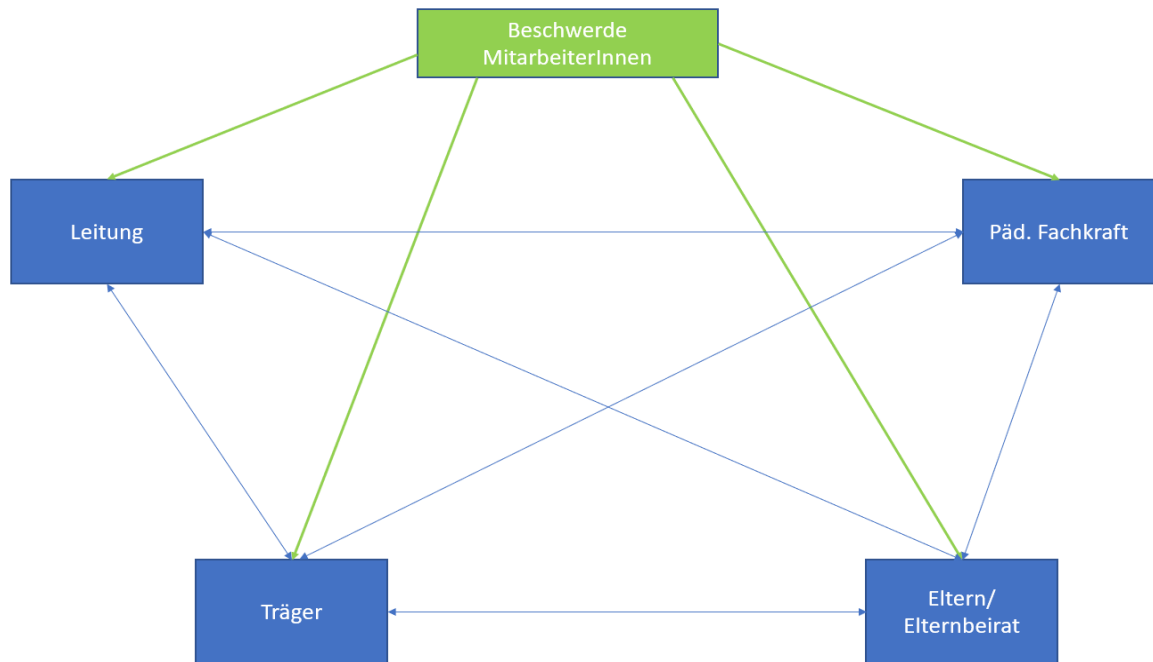 Beschwerde
MitarbeiterInnen
Leitung
Päd. Fachkraft
Träger
Eltern/
Elternbeirat